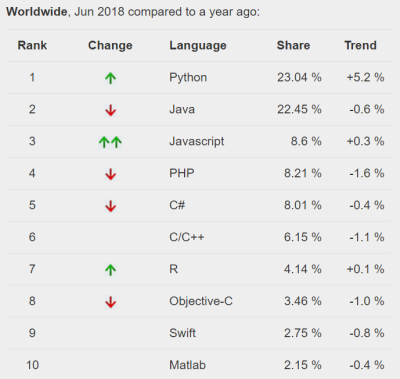 Worldwide, Jun 2018 compared to a year ago:
Rank Change Language Share Trend
1 ↑ Python 23.04 % +5.2 %
2 ↓ Java 22.45 % -0.6 %
3 ↑↑ Javascript 8.6 % +0.3 %
4 ↓ PHP 8.21 % -1.6 %
5 ↓ C# 8.01 % -0.4 %
6 C/C++ 6.15 % -1.1 %
7 ↑ R 4.14 % +0.1 %
8 ↓ Objective-C 3.46 % -1.0 %
9 Swift 2.75 % -0.8 %
10 Matlab 2.15 % -0.4 %